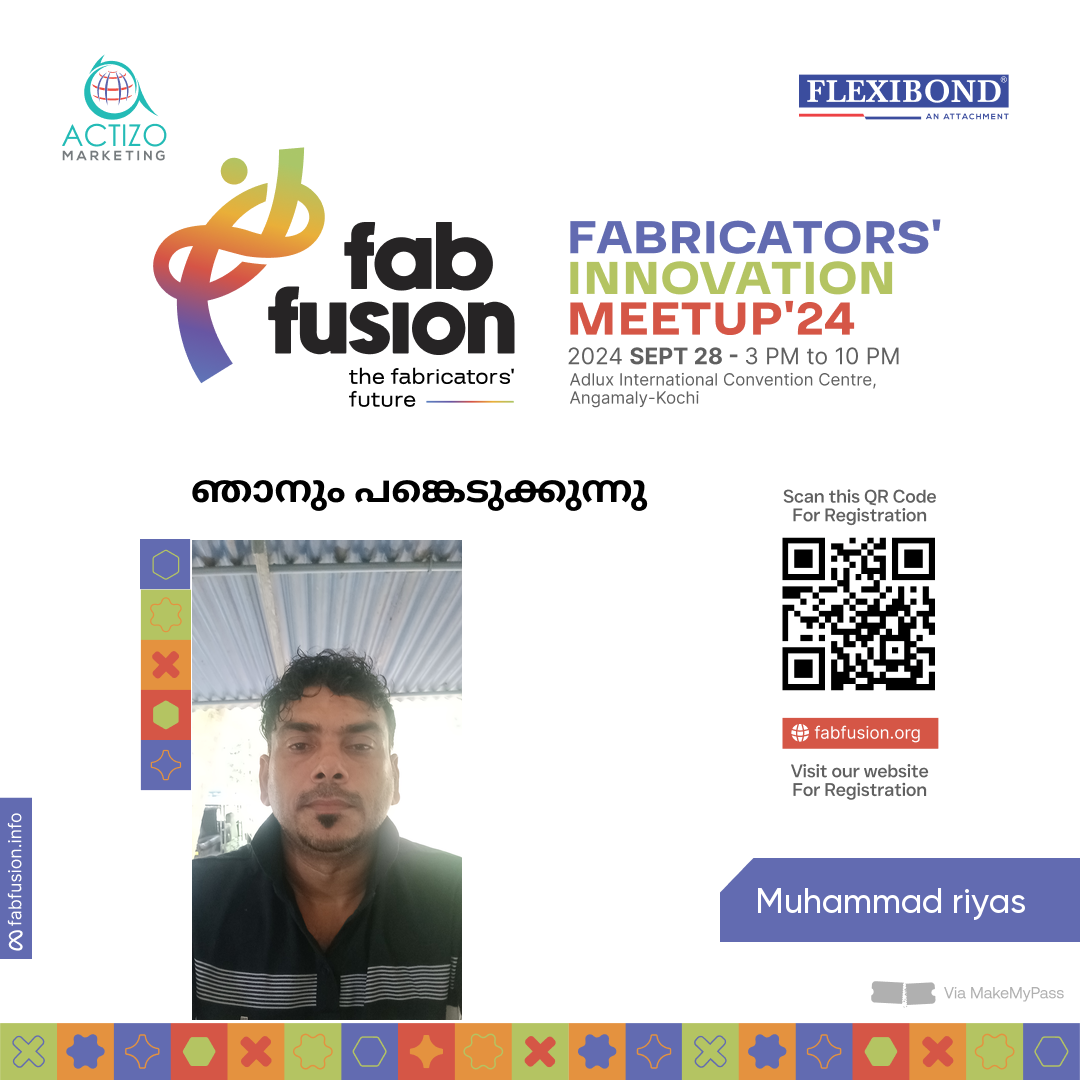 ACTIZO
MARKETING
FLEXIBOND®
AN ATTACHMENT
fab
fusion
the fabricators'
future
FABRICATORS'
INNOVATION
MEETUP'24
2024 SEPT 28 - 3 PM to 10 PM
Adlux International Convention Centre,
Angamaly-Kochi
ഞാനും പങ്കെടുക്കുന്നു
Scan this QR Code
For Registration
fabfusion.org
Visit our website
For Registration
fabfusion.info
Muhammad riyas
Via MakeMyPass